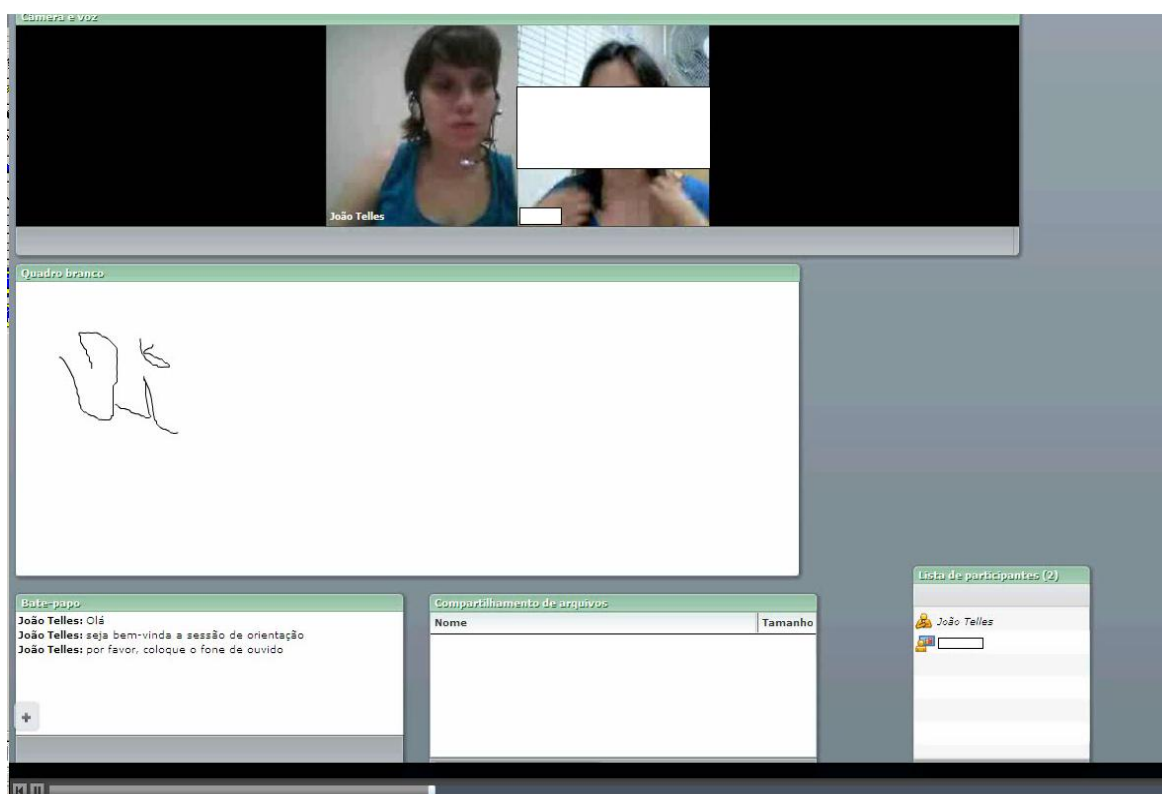 Câmera e voz
João Telles
Quadro branco
Lista de participantes (2)
João Telles
Bate-papo
João Telles: Olá
João Telles: seja bem-vinda a sessão de orientação
João Telles: por favor, coloque o fone de ouvido
Compartilhamento de arquivos
Nome Tamanho